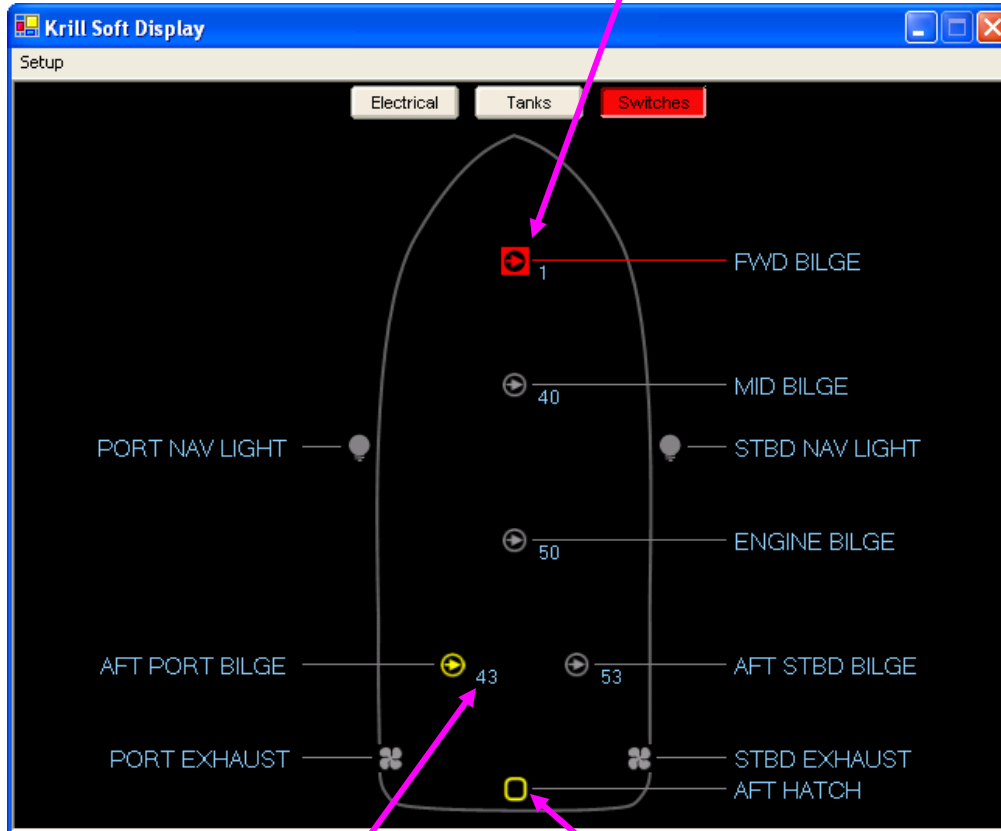 Krill Soft Display
Setup
Electrical Tanks Switches
1 FWD BILGE
40 MID BILGE
PORT NAV LIGHT STBD NAV LIGHT
50 ENGINE BILGE
AFT PORT BILGE 43 53 AFT STBD BILGE
PORT EXHAUST STBD EXHAUST
AFT HATCH